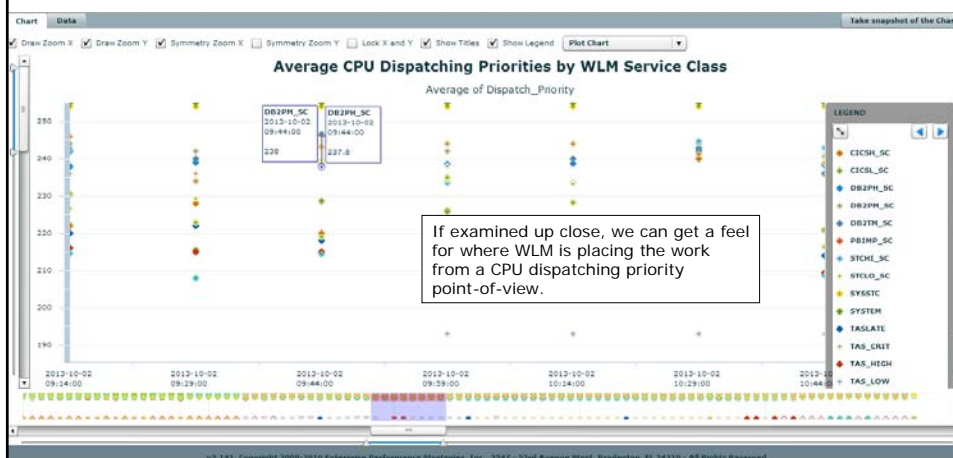 Chart Data Take snapshot of the Char
Draw Zoom X Draw Zoom Y Symmetry Zoom X Symmetry Zoom Y Lock X and Y Show Titles Show Legend Plot Chart
Average CPU Dispatching Priorities by WLM Service Class
Average of Dispatch_Priority
DB2PM_SC
2013-10-02
09:44:00
238
DB2PM_SC
2013-10-02
09:44:00
237.8
250
240
230
220
210
200
190
If examined up close, we can get a feel
for where WLM is placing the work
from a CPU dispatching priority
point-of-view.
LEGEND
CICSH_SC
CICSL_SC
DB2PH_SC
DB2PM_SC
DB2TM_SC
PBIMP_SC
STCHI_SC
STCLO_SC
SYSSTC
SYSTEM
TASLATE
TAS_CRIT
TAS_HIGH
TAS_LOW
2013-10-02
09:14:00
2013-10-02
09:29:00
2013-10-02
09:44:00
2013-10-02
09:59:00
2013-10-02
10:14:00
2013-10-02
10:29:00
2013-1
10:44:0